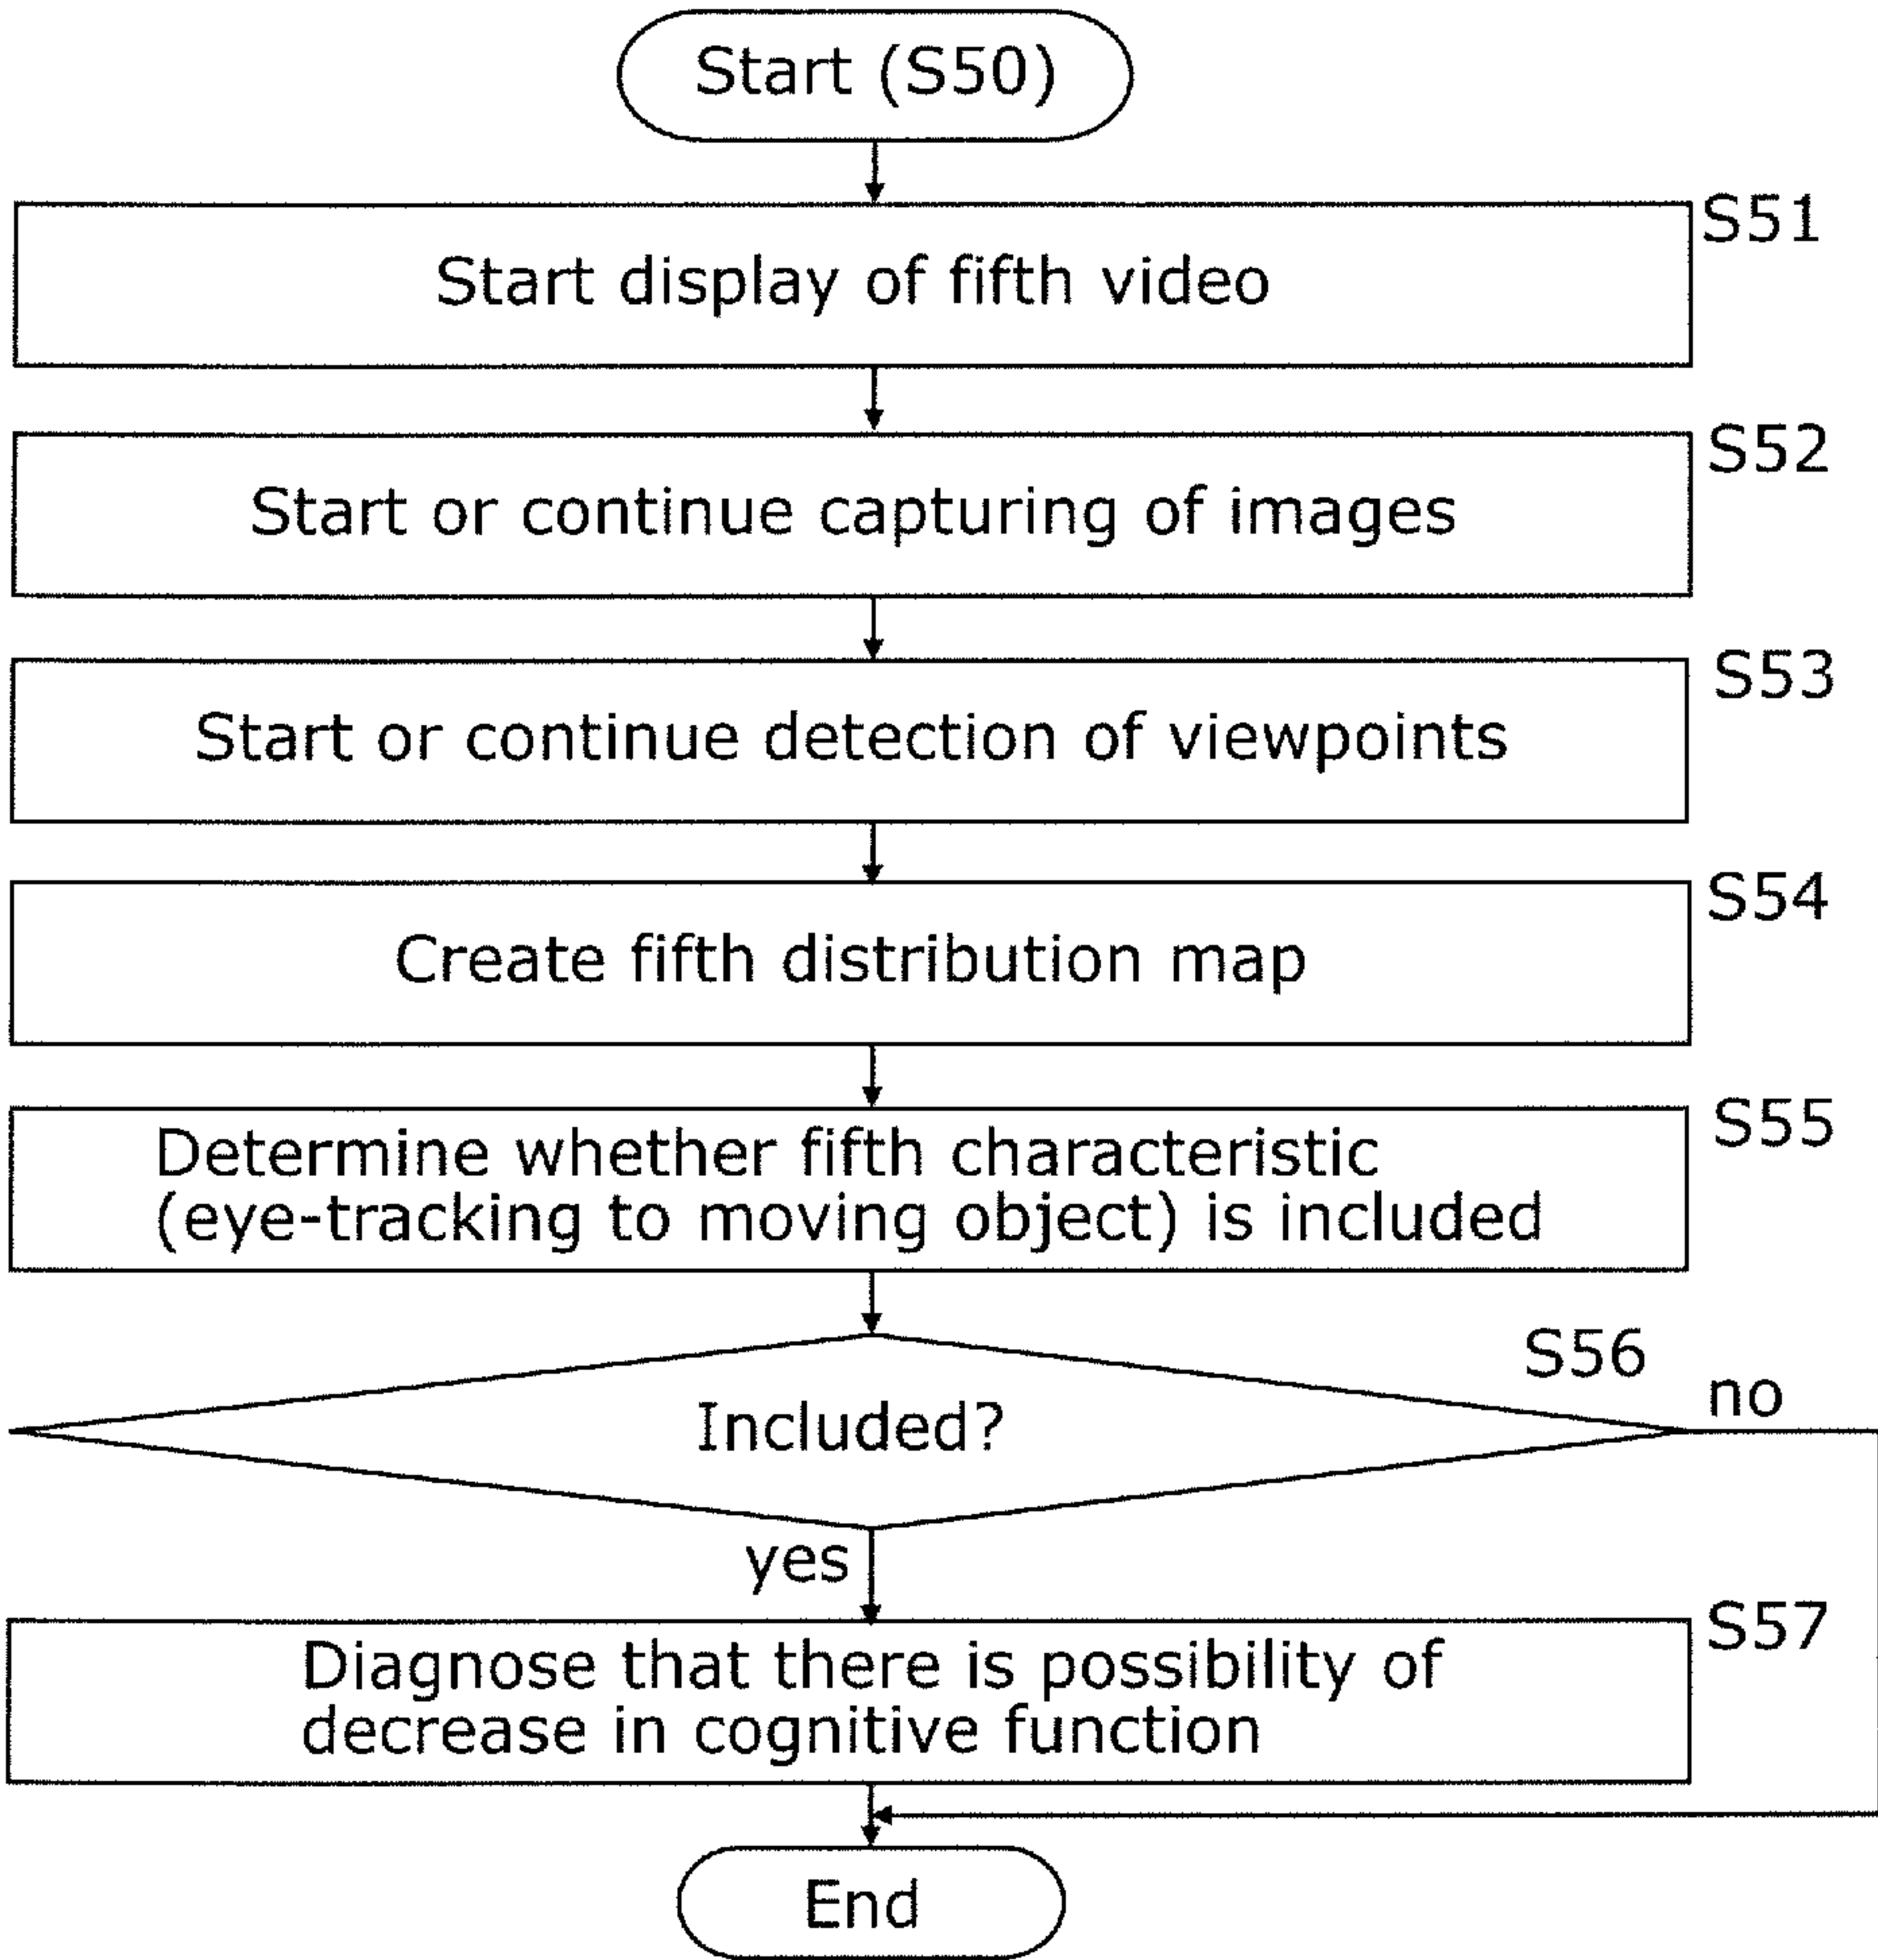 Start (S50)
S51
Start display of fifth video
S52
Start or continue capturing of images
S53
Start or continue detection of viewpoints
S54
Create fifth distribution map
S55
Determine whether fifth characteristic
(eye-tracking to moving object) is included
S56
no
Included?
yes
S57
Diagnose that there is possibility of
decrease in cognitive function
End